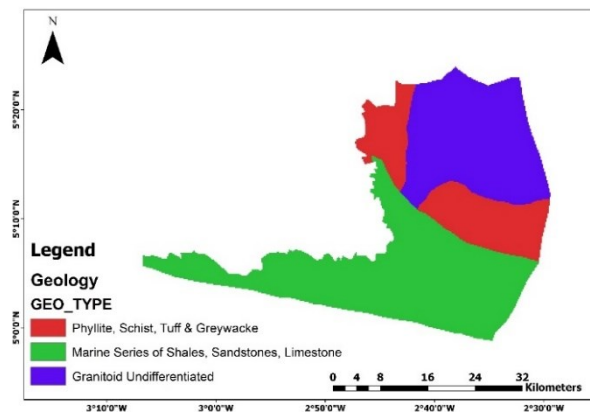 N
5°20'0"N
5°10'0"N
5°0'0"N
Legend
Geology
GEO_TYPE
Phyllite, Schist, Tuff & Greywacke
Marine Series of Shales, Sandstones, Limestone
Granitoid Undifferentiated
0 4 8 16 24 32
Kilometers
3°10'0"W 3°0'0"W 2°50'0"W 2°40'0"W 2°30'0"W